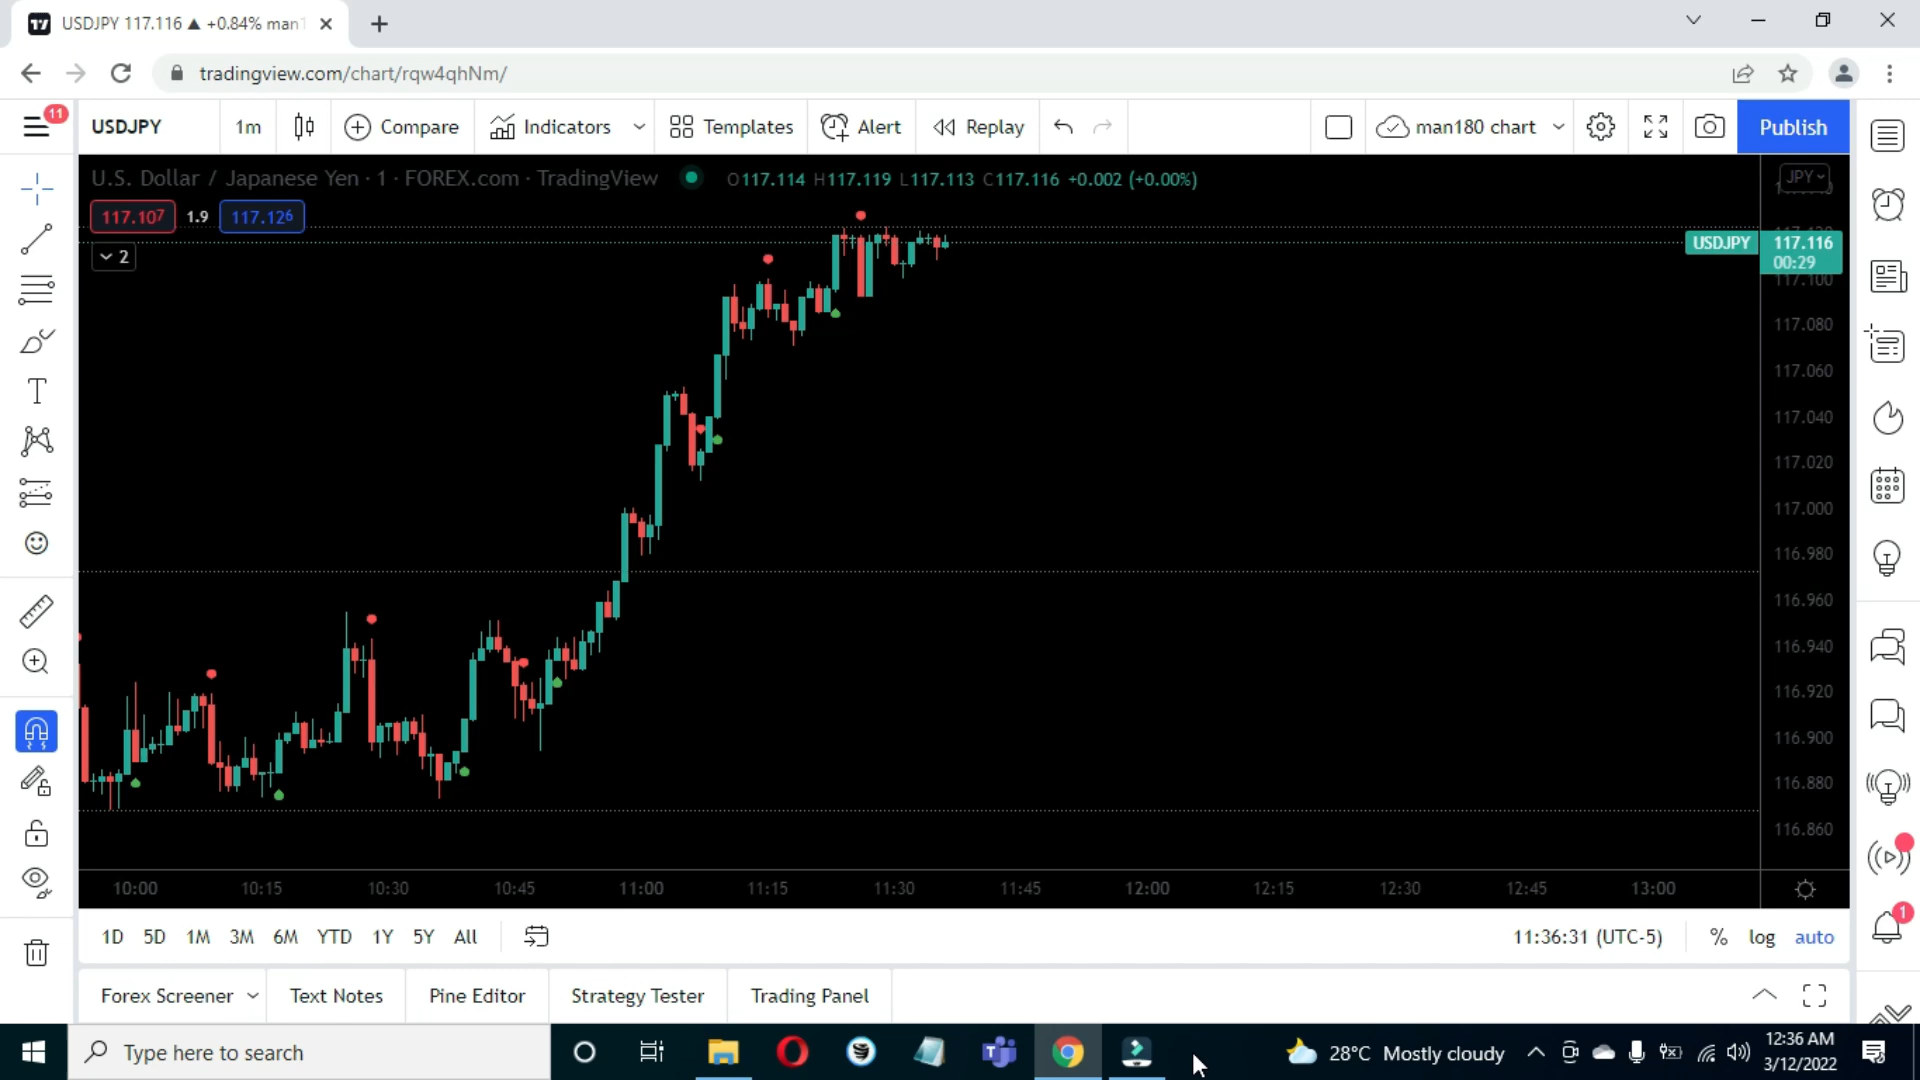 USDJPY 117.116 ▲ +0.84% man1
tradingview.com/chart/rqw4qhNm/
11
USDJPY 1m Compare Indicators Templates Alert Replay man180 chart Publish
U.S. Dollar / Japanese Yen · 1 · FOREX.com · TradingView O117.114 H117.119 L117.113 C117.116 +0.002 (+0.00%)
JPY
117.107 1.9 117.126
2
USDJPY 117.116
00:29
117.100
117.080
117.060
117.040
117.020
117.000
116.980
116.960
116.940
116.920
116.900
116.880
116.860
10:00 10:15 10:30 10:45 11:00 11:15 11:30 11:45 12:00 12:15 12:30 12:45 13:00
1D 5D 1M 3M 6M YTD 1Y 5Y All 11:36:31 (UTC-5) % log auto
1
Forex Screener Text Notes Pine Editor Strategy Tester Trading Panel
Type here to search
28°C Mostly cloudy
12:36 AM
3/12/2022